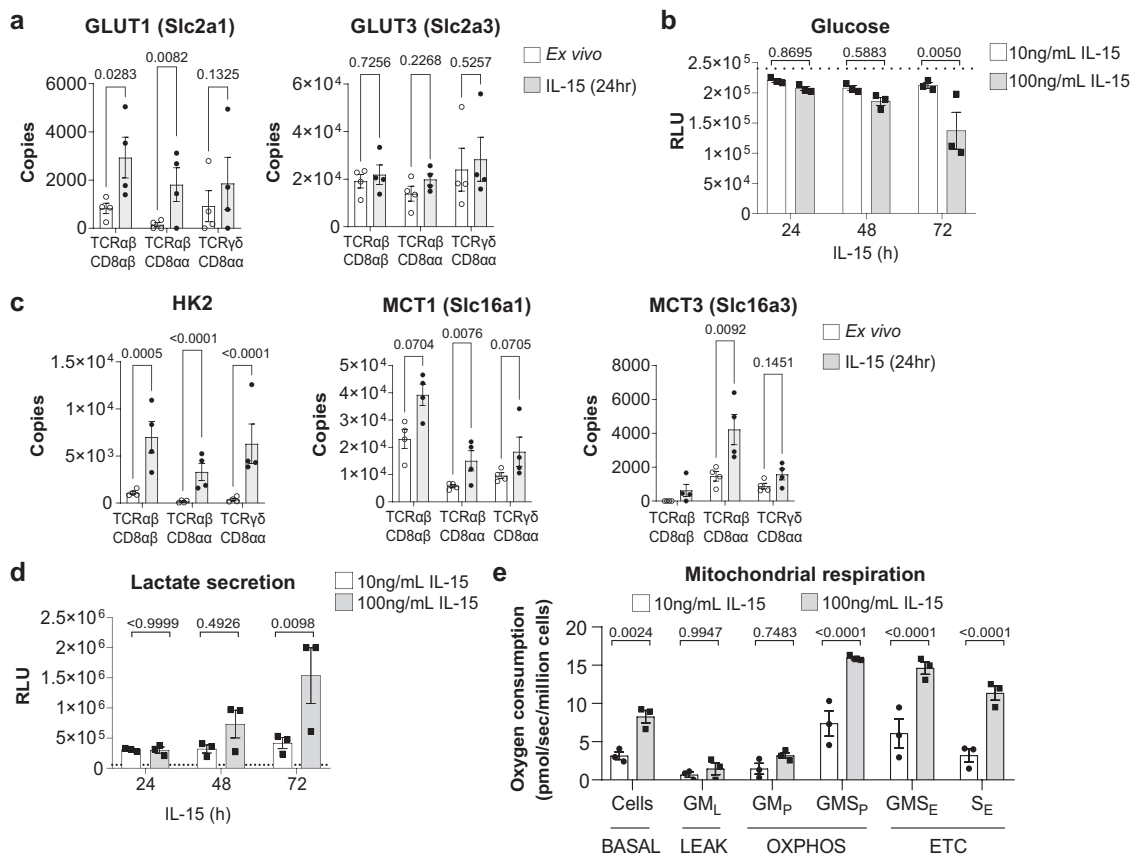 a
GLUT1 (Slc2a1)
0.0283
0.0082
0.1325
Copies
6000
4000
2000
0
TCRαβ TCRαβ TCRγδ
CD8αβ CD8αα CD8αα
GLUT3 (Slc2a3)
0.7256
0.2268
0.5257
Copies
6×10⁴
4×10⁴
2×10⁴
0
TCRαβ TCRαβ TCRγδ
CD8αβ CD8αα CD8αα
Ex vivo
IL-15 (24hr)
b
Glucose
0.8695 0.5883 0.0050
10ng/mL IL-15
100ng/mL IL-15
RLU
2.5×10⁵
2×10⁵
1.5×10⁵
1×10⁵
5×10⁴
0
24 48 72
IL-15 (h)
c
HK2
0.0005
<0.0001
<0.0001
Copies
1.5×10⁴
1×10⁴
5×10³
0
TCRαβ TCRαβ TCRγδ
CD8αβ CD8αα CD8αα
MCT1 (Slc16a1)
0.0704
0.0076
0.0705
Copies
5×10⁴
4×10⁴
3×10⁴
2×10⁴
1×10⁴
0
TCRαβ TCRαβ TCRγδ
CD8αβ CD8αα CD8αα
MCT3 (Slc16a3)
0.0092
0.1451
Copies
8000
6000
4000
2000
0
TCRαβ TCRαβ TCRγδ
CD8αβ CD8αα CD8αα
Ex vivo
IL-15 (24hr)
d
Lactate secretion
10ng/mL IL-15
100ng/mL IL-15
<0.9999 0.4926 0.0098
RLU
2.5×10⁶
2×10⁶
1.5×10⁶
1×10⁶
5×10⁵
0
24 48 72
IL-15 (h)
e
Mitochondrial respiration
10ng/mL IL-15 100ng/mL IL-15
0.0024 0.9947 0.7483 <0.0001 <0.0001 <0.0001
Oxygen consumption
(pmol/sec/million cells)
20
15
10
5
0
Cells GM_L GM_P GMS_P GMS_E S_E
BASAL LEAK OXPHOS ETC